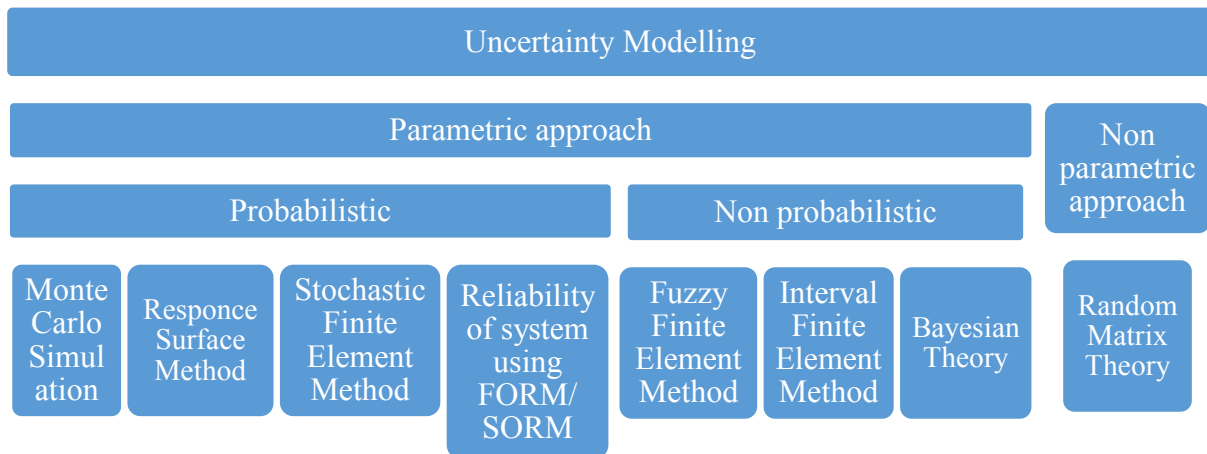 Uncertainty Modelling
Parametric approach
Non
parametric
approach
Probabilistic
Non probabilistic
Monte
Carlo
Simul
ation
Responce
Surface
Method
Stochastic
Finite
Element
Method
Reliability
of system
using
FORM/
SORM
Fuzzy
Finite
Element
Method
Interval
Finite
Element
Method
Bayesian
Theory
Random
Matrix
Theory